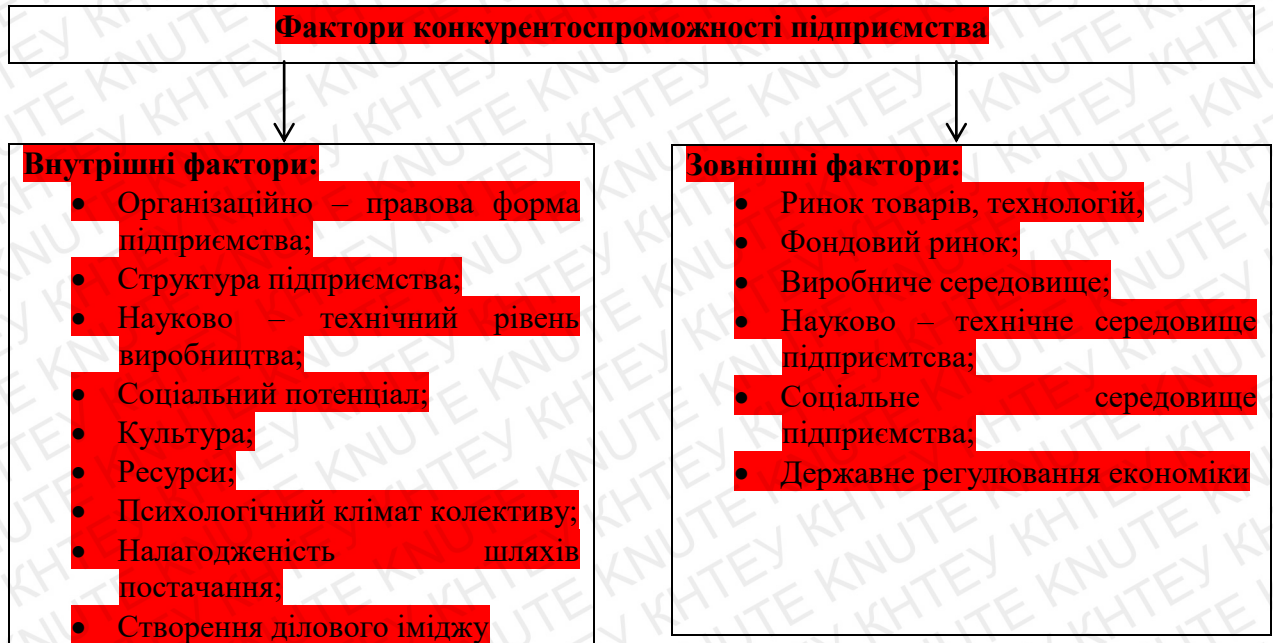 Фактори конкурентоспроможності підприємства
Внутрішні фактори:
• Організаційно – правова форма
підприємства;
• Структура підприємства;
• Науково – технічний рівень
виробництва;
• Соціальний потенціал;
• Культура;
• Ресурси;
• Психологічний клімат колективу;
• Налагодженість шляхів
постачання;
• Створення ділового іміджу
Зовнішні фактори:
• Ринок товарів, технологій,
• Фондовий ринок;
• Виробниче середовище;
• Науково – технічне середовище
підприємтсва;
• Соціальне середовище
підприємства;
• Державне регулювання економіки